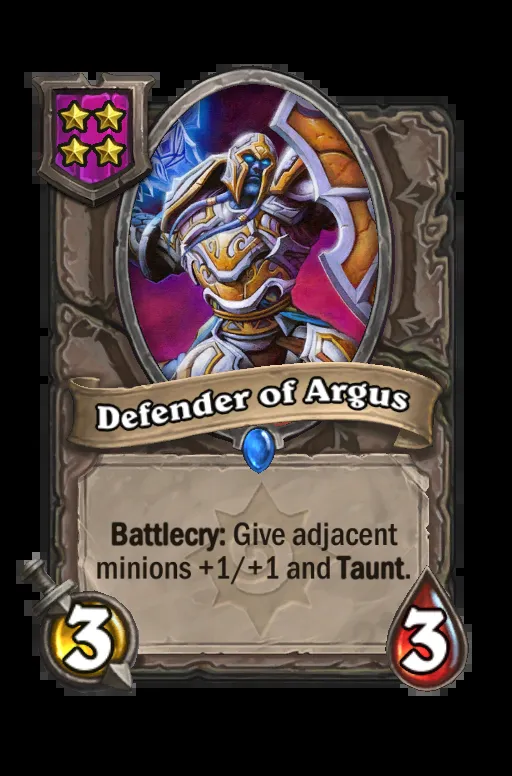 Defender of Argus
Battlecry: Give adjacent
minions +1/+1 and Taunt.
3
3